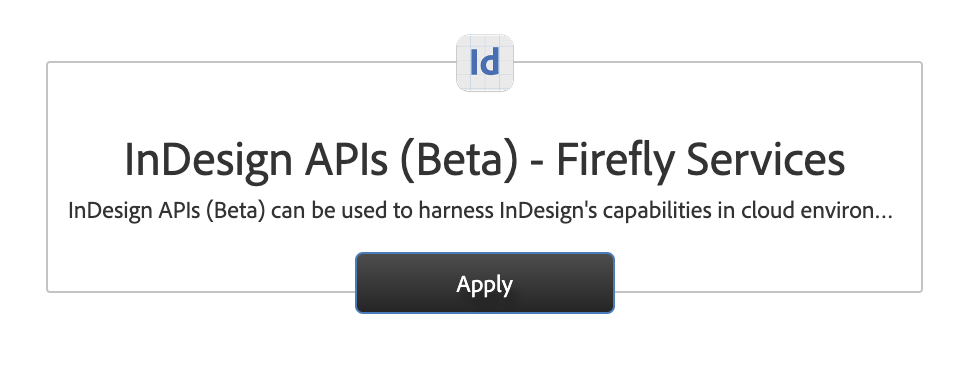 Id
InDesign APIs (Beta) - Firefly Services
InDesign APIs (Beta) can be used to harness InDesign's capabilities in cloud environ…
Apply